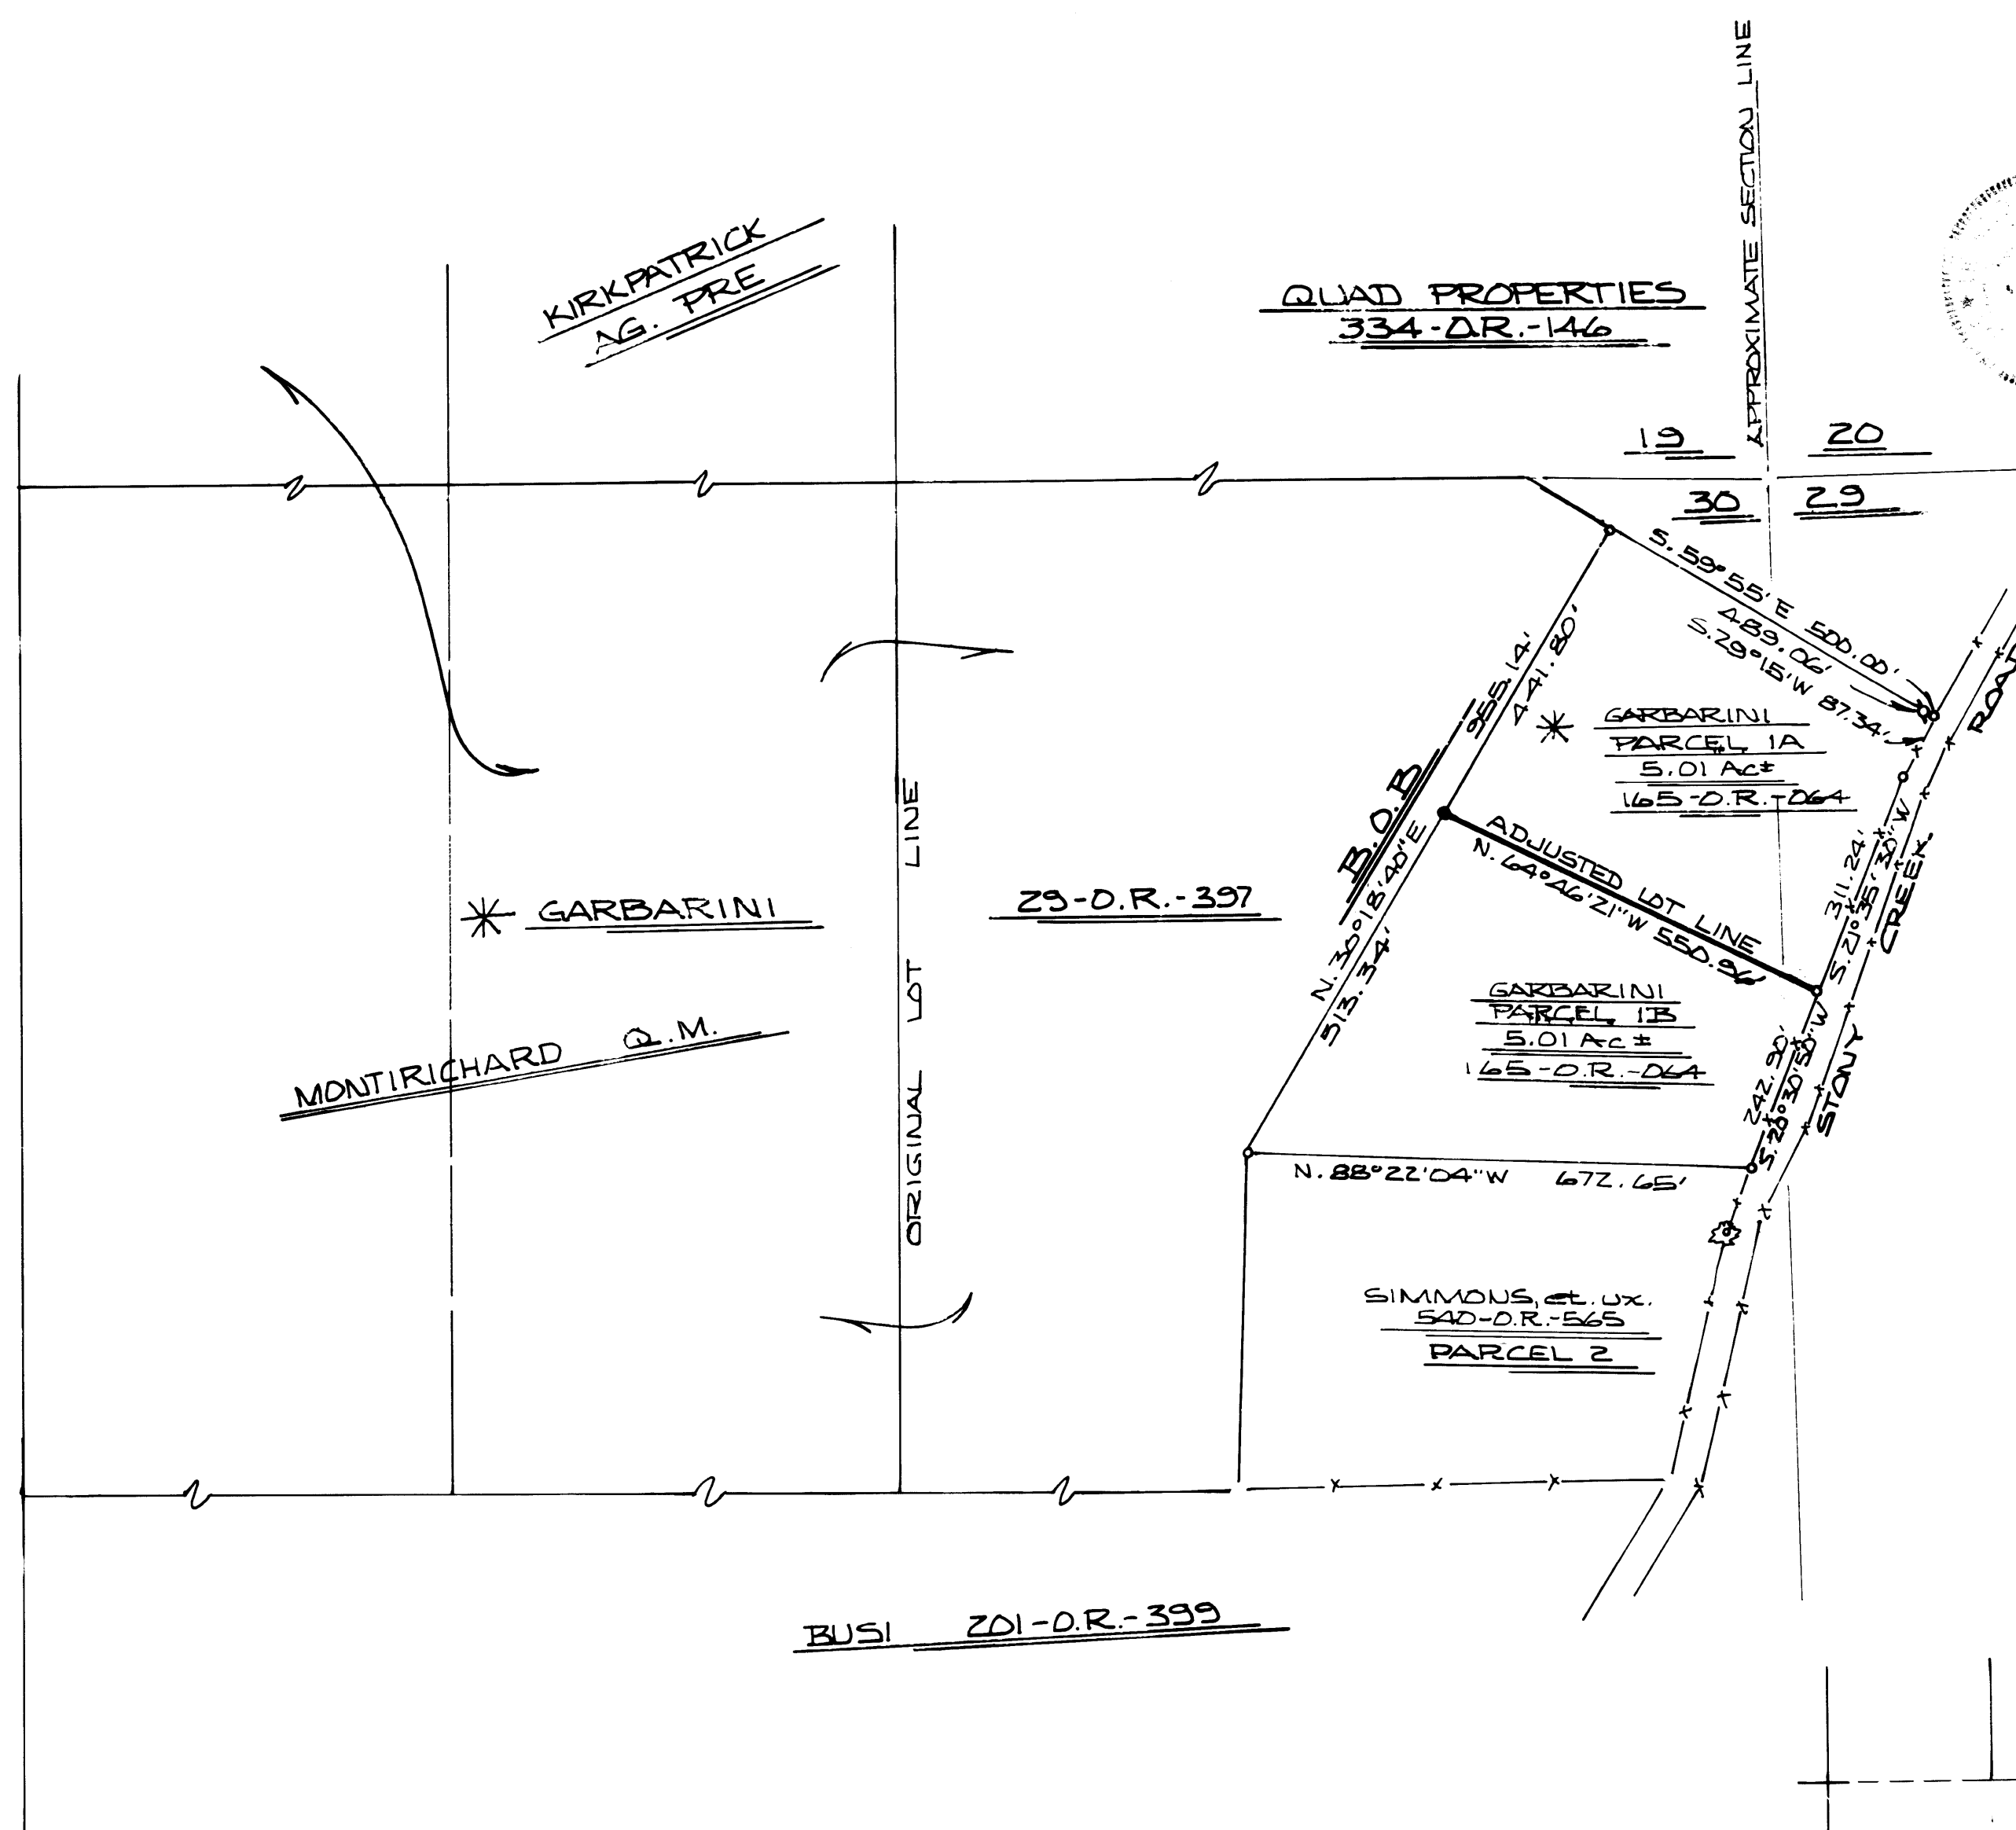 APPROXIMATE SECTION LINE
KIRKPATRICK
AG. PRE
QUAD PROPERTIES
334-O.R.-146
19
20
30
29
S. 59°55' E 500.00'
489.06'
S. 29°15' W 87.34'
955.14'
441.80'
B.O.B
N. 30°18'40" E
513.34'
GARBARINI
PARCEL 1A
5.01 Ac±
165-O.R.-064
ADJUSTED LOT LINE
N. 64°46'21" W 550.96'
311.24'
S. 21°35'30" W
STONY CREEK ROAD
GARBARINI
29-O.R.-397
ORIGINAL LOT LINE
MONTIRICHARD Q.M.
GARBARINI
PARCEL 1B
5.01 Ac±
165-O.R.-064
242.90'
S. 20°30'50" W
N. 88°22'04" W 672.65'
SIMMONS, et. ux.
540-O.R.-565
PARCEL 2
BUSI 201-O.R.-399